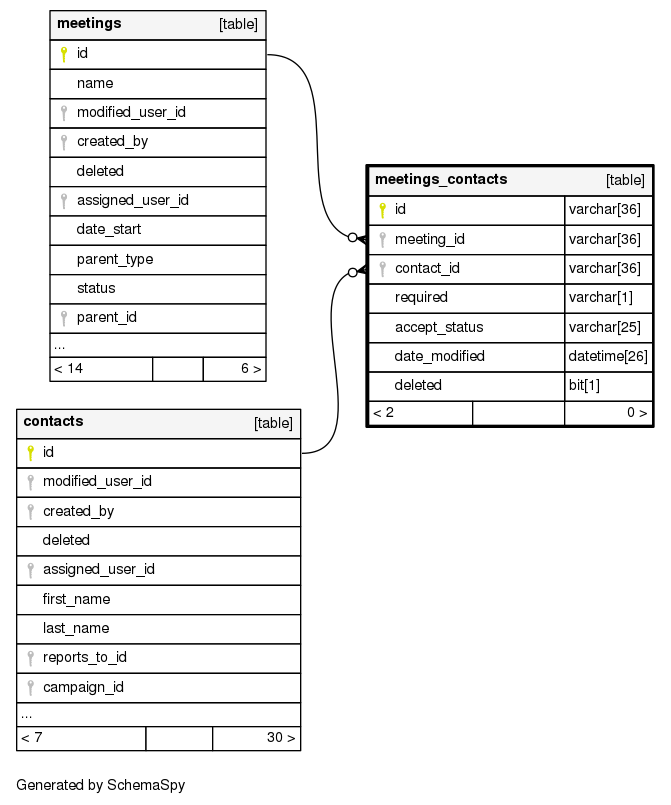 meetings [table]
id
name
modified_user_id
created_by
deleted
assigned_user_id
date_start
parent_type
status
parent_id
...
< 14 6 >
meetings_contacts [table]
id varchar[36]
meeting_id varchar[36]
contact_id varchar[36]
required varchar[1]
accept_status varchar[25]
date_modified datetime[26]
deleted bit[1]
< 2 0 >
contacts [table]
id
modified_user_id
created_by
deleted
assigned_user_id
first_name
last_name
reports_to_id
campaign_id
...
< 7 30 >
Generated by SchemaSpy